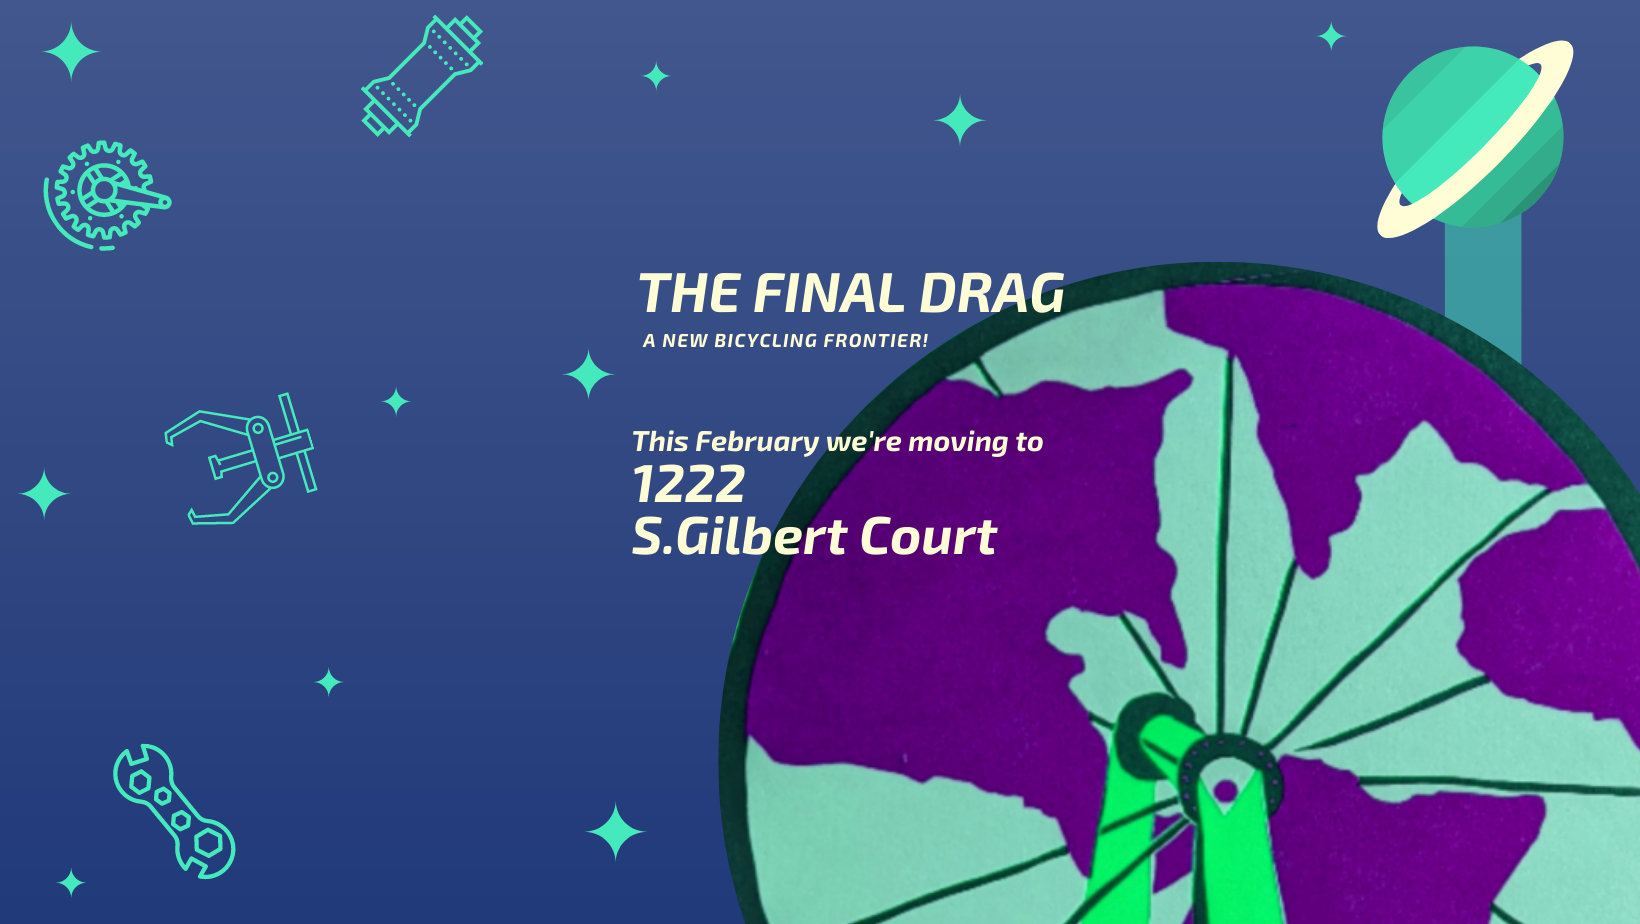 THE FINAL DRAG
A NEW BICYCLING FRONTIER!
This February we're moving to
1222
S.Gilbert Court